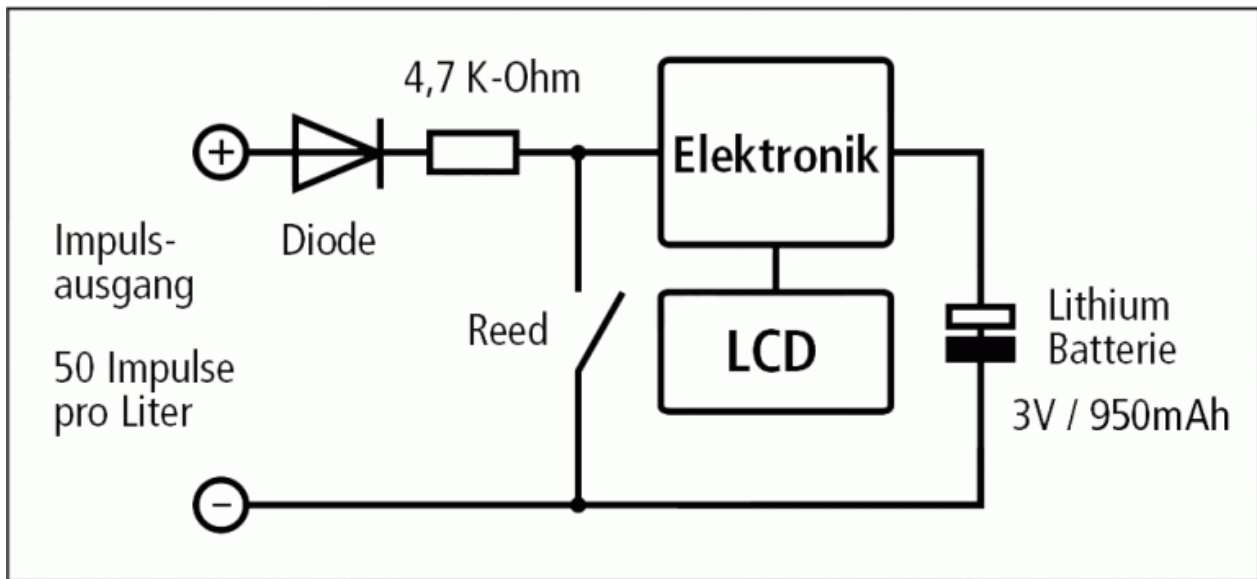 4,7 K-Ohm
+
Elektronik
Impuls-
ausgang
Diode
50 Impulse
pro Liter
Reed
LCD
Lithium
Batterie
3V / 950mAh
−